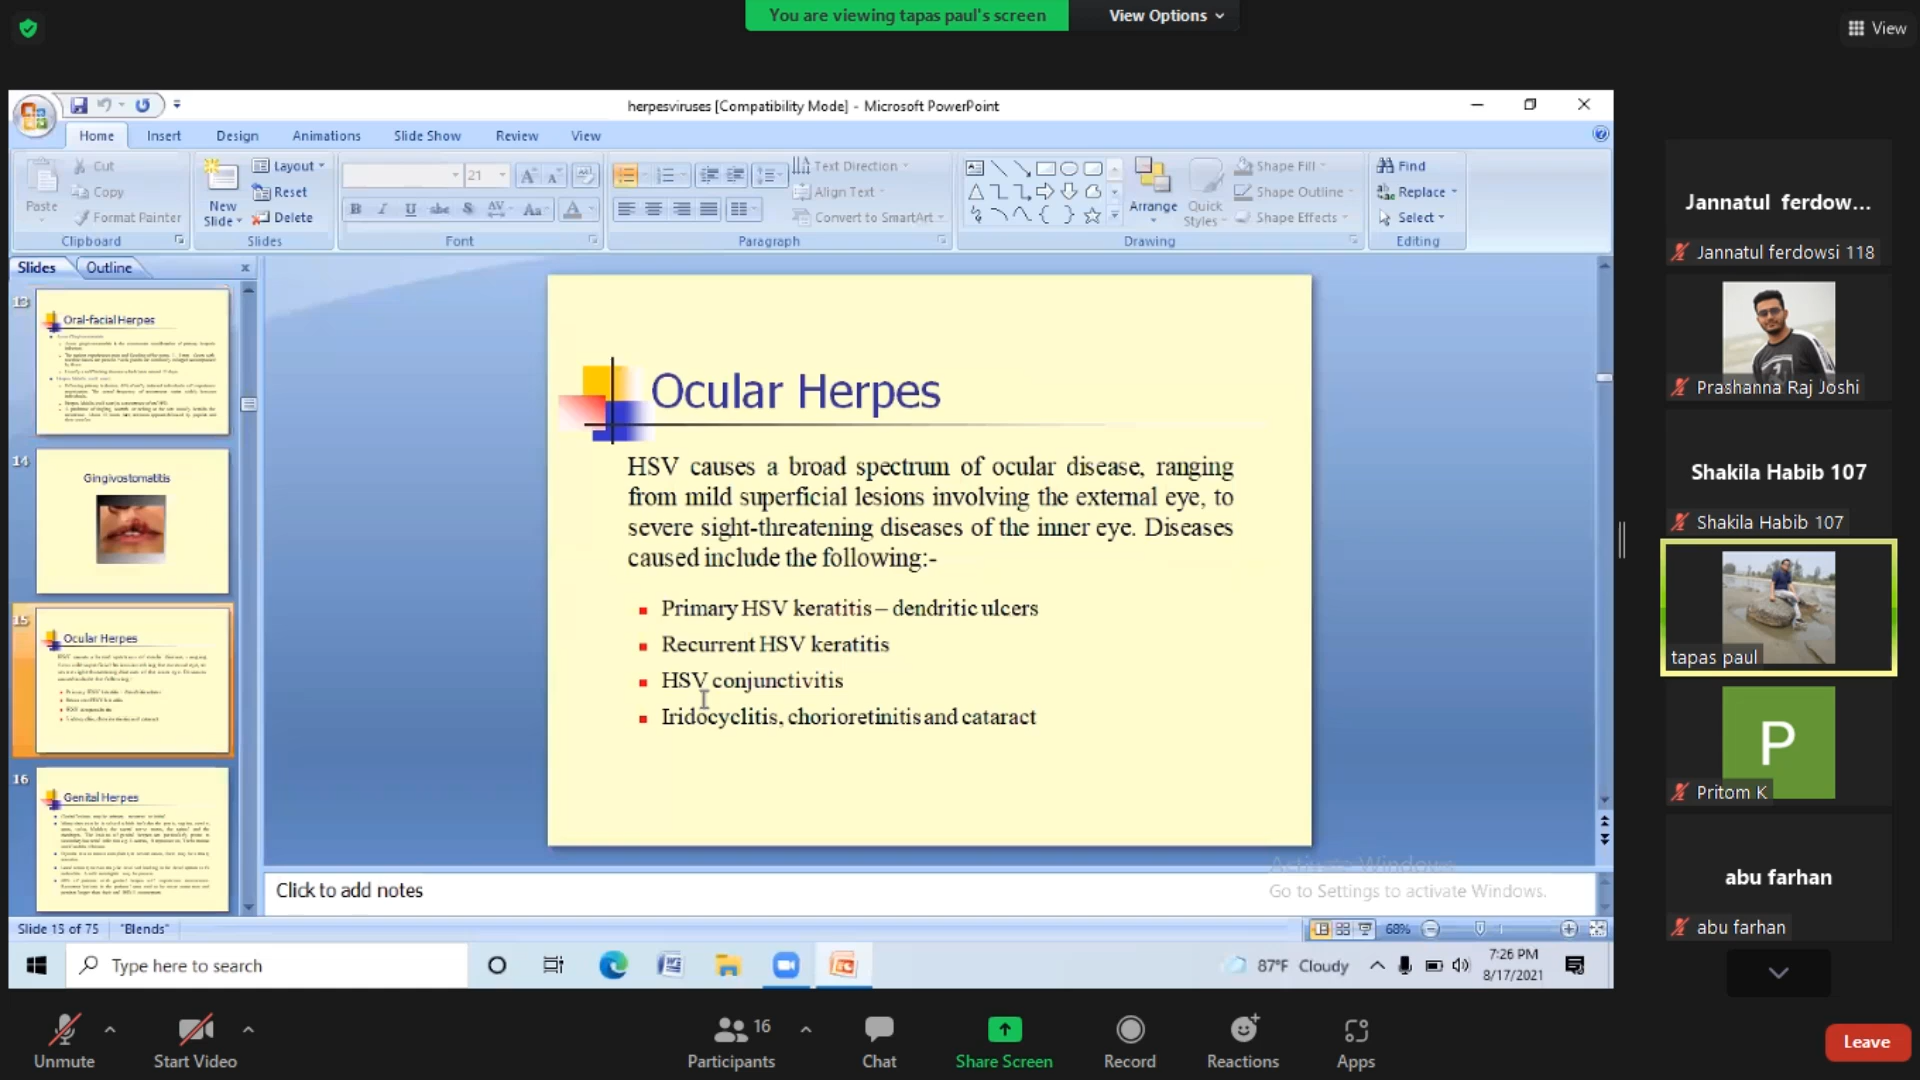 You are viewing tapas paul's screen
View Options
View
herpesviruses [Compatibility Mode] - Microsoft PowerPoint
Home
Insert
Design
Animations
Slide Show
Review
View
Paste
Cut
Copy
Format Painter
Clipboard
New
Slide
Layout
Reset
Delete
Slides
21
Font
Text Direction
Align Text
Convert to SmartArt
Paragraph
Arrange
Quick
Styles
Shape Fill
Shape Outline
Shape Effects
Drawing
Find
Replace
Select
Editing
Slides
Outline
13
Oral-facial Herpes
14
Gingivostomatitis
15
Ocular Herpes
16
Genital Herpes
Ocular Herpes
HSV causes a broad spectrum of ocular disease, ranging
from mild superficial lesions involving the external eye, to
severe sight-threatening diseases of the inner eye. Diseases
caused include the following:-
Primary HSV keratitis – dendritic ulcers
Recurrent HSV keratitis
HSV conjunctivitis
Iridocyclitis, chorioretinitis and cataract
Click to add notes
Activate Windows
Go to Settings to activate Windows.
Slide 15 of 75
"Blends"
68%
Type here to search
87°F Cloudy
7:26 PM
8/17/2021
Jannatul ferdow...
Jannatul ferdowsi 118
Prashanna Raj Joshi
Shakila Habib 107
Shakila Habib 107
tapas paul
P
Pritom K
abu farhan
abu farhan
Unmute
Start Video
16
Participants
Chat
Share Screen
Record
Reactions
Apps
Leave